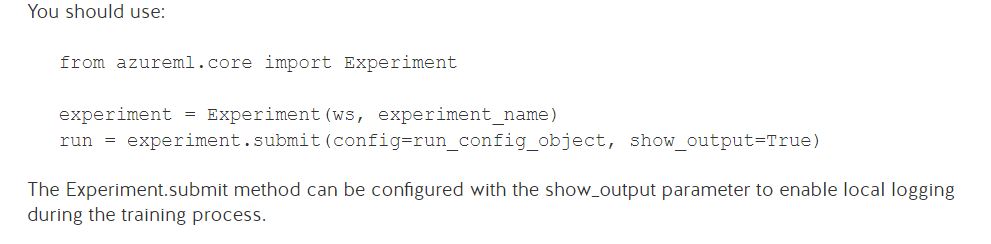 You should use:
from azureml.core import Experiment
experiment = Experiment(ws, experiment_name)
run = experiment.submit(config=run_config_object, show_output=True)
The Experiment.submit method can be configured with the show_output parameter to enable local logging
during the training process.